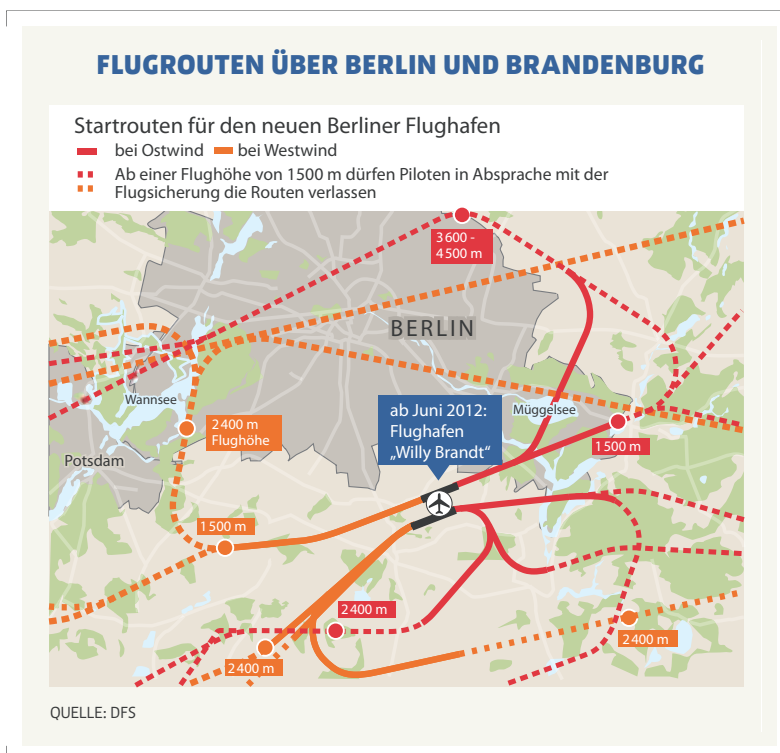 FLUGROUTEN ÜBER BERLIN UND BRANDENBURG
Startrouten für den neuen Berliner Flughafen
bei Ostwind bei Westwind
Ab einer Flughöhe von 1500 m dürfen Piloten in Absprache mit der
Flugsicherung die Routen verlassen
3600 -
4500 m
BERLIN
Wannsee
ab Juni 2012:
Flughafen
„Willy Brandt“
Müggelsee
2400 m
Flughöhe
1500 m
Potsdam
1500 m
2400 m
2400 m
2400 m
QUELLE: DFS